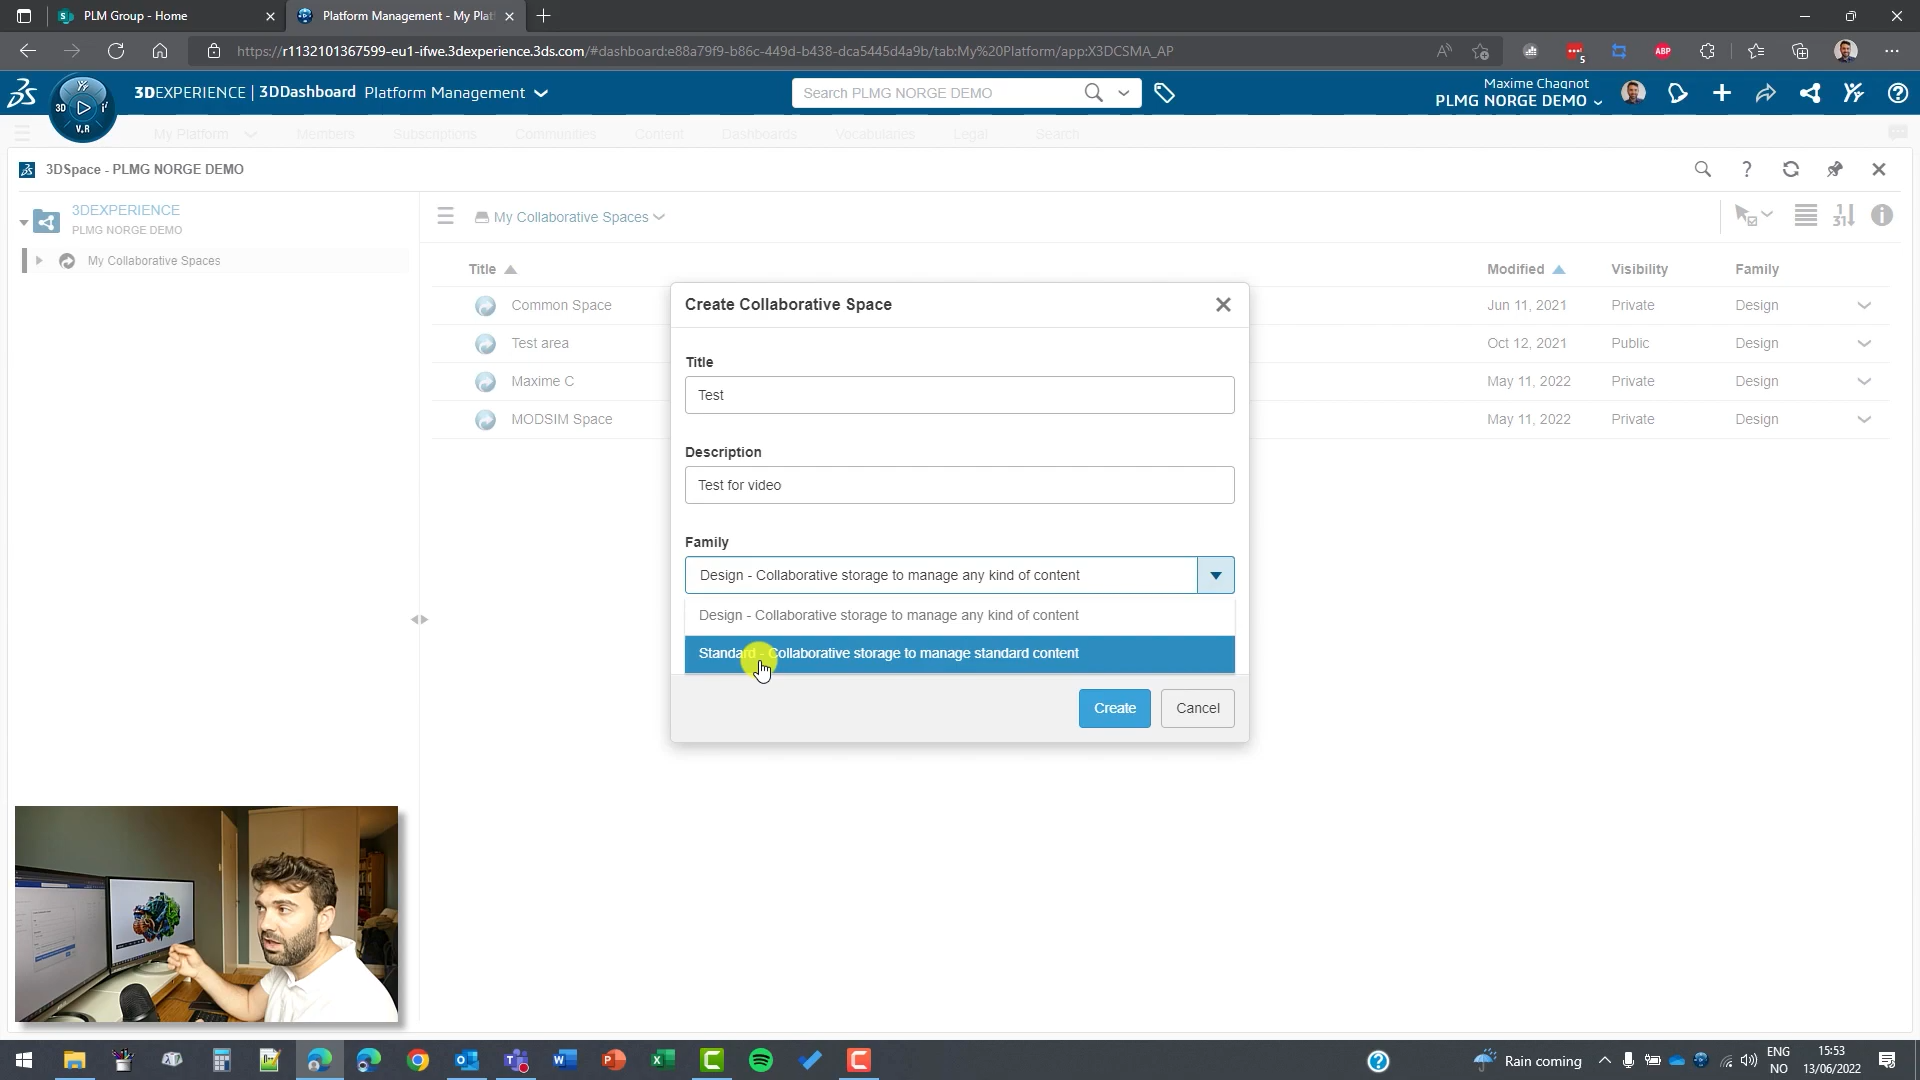 PLM Group - Home
Platform Management - My Plat
https://r1132101367599-eu1-ifwe.3dexperience.3ds.com/#dashboard:e88a79f9-b86c-449d-b438-dca5445d4a9b/tab:My%20Platform/app:X3DCSMA_AP
5
ABP
3D
V.R
3DEXPERIENCE | 3DDashboard Platform Management
Search PLMG NORGE DEMO
Maxime Chagnot
PLMG NORGE DEMO
My Platform
Members
Subscriptions
Communities
Content
Dashboards
Vocabularies
Legal
Search
3DSpace - PLMG NORGE DEMO
3DEXPERIENCE
PLMG NORGE DEMO
My Collaborative Spaces
My Collaborative Spaces
Title
Modified
Visibility
Family
Common Space
Jun 11, 2021
Private
Design
Test area
Oct 12, 2021
Public
Design
Maxime C
May 11, 2022
Private
Design
MODSIM Space
May 11, 2022
Private
Design
Create Collaborative Space
Title
Test
Description
Test for video
Family
Design - Collaborative storage to manage any kind of content
Design - Collaborative storage to manage any kind of content
Standard - Collaborative storage to manage standard content
Create
Cancel
Rain coming
ENG
NO
15:53
13/06/2022